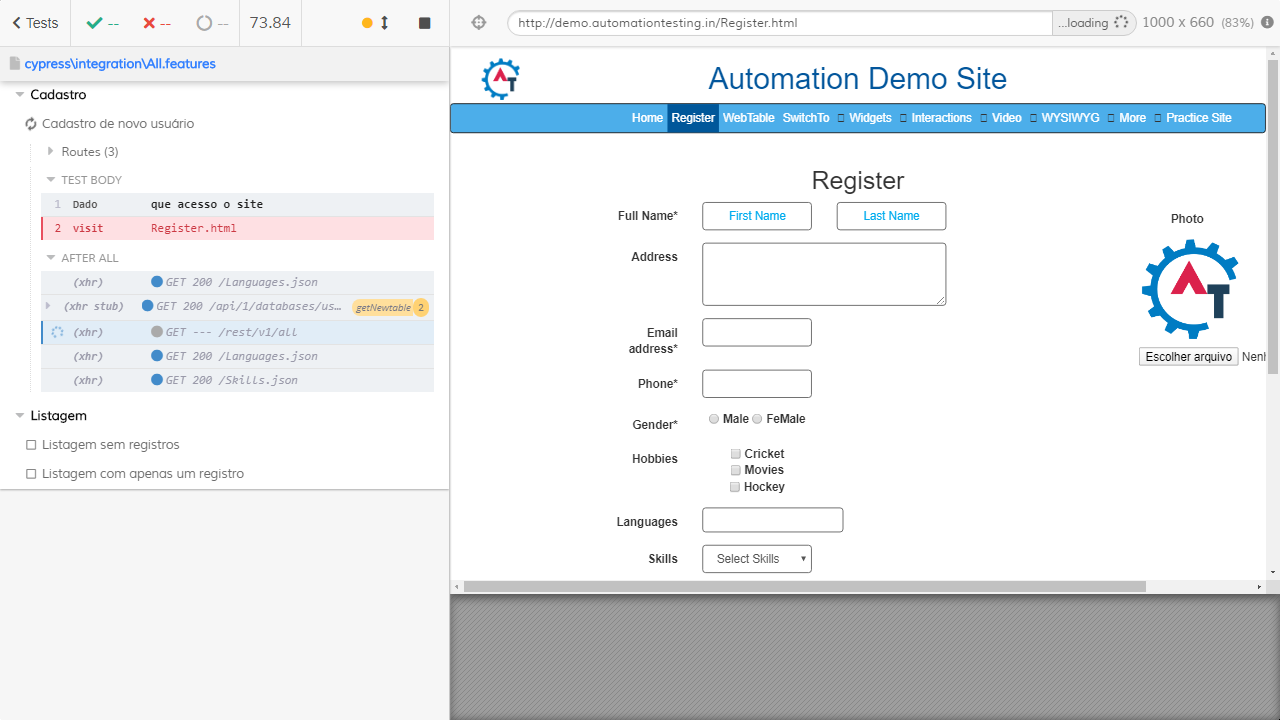 Tests
--
--
--
73.84
http://demo.automationtesting.in/Register.html
...loading
1000 x 660 (83%)
cypress\integration\All.features
Cadastro
Cadastro de novo usuário
Routes (3)
TEST BODY
1 Dado que acesso o site
2 visit Register.html
AFTER ALL
(xhr) GET 200 /Languages.json
(xhr stub) GET 200 /api/1/databases/us... getNewtable 2
(xhr) GET --- /rest/v1/all
(xhr) GET 200 /Languages.json
(xhr) GET 200 /Skills.json
Listagem
Listagem sem registros
Listagem com apenas um registro
AT
Automation Demo Site
Home Register WebTable SwitchTo Widgets Interactions Video WYSIWYG More Practice Site
Register
Full Name* First Name Last Name
Photo
Address
AT
Email address*
Escolher arquivo Nenh
Phone*
Gender* Male FeMale
Hobbies Cricket
Movies
Hockey
Languages
Skills Select Skills